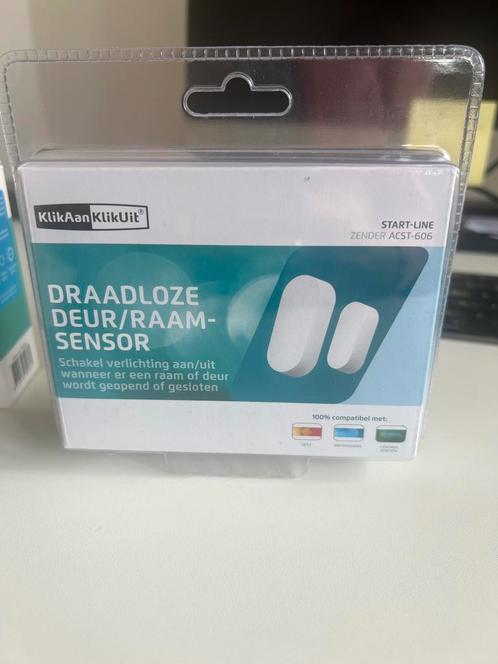 KlikAanKlikUit®
START-LINE
ZENDER ACST-606
DRAADLOZE
DEUR/RAAM-
SENSOR
Schakel verlichting aan/uit
wanneer er een raam of deur
wordt geopend of gesloten
100% compatibel met: